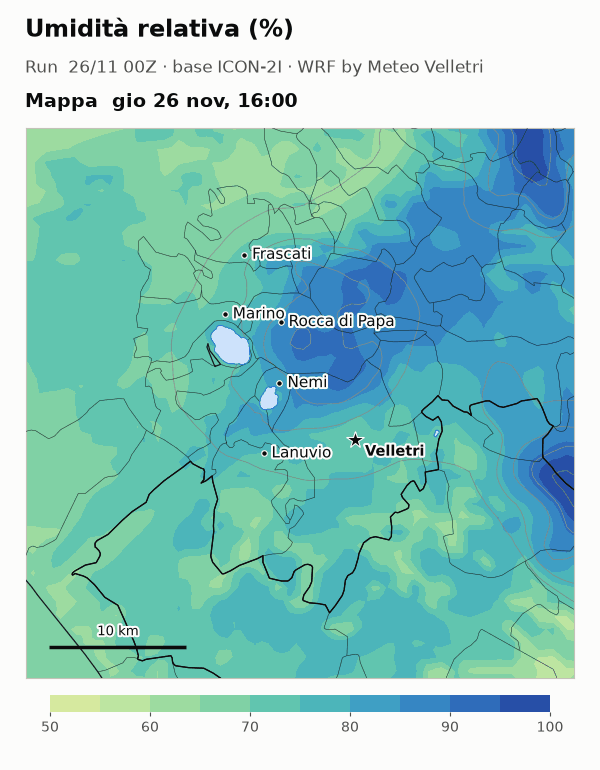 Umidità relativa (%)
Run  26/11 00Z · base ICON-2I · WRF by Meteo Velletri
Mappa  gio 26 nov, 16:00
Frascati
Marino
Rocca di Papa
Nemi
Velletri
Lanuvio
10 km
50 60 70 80 90 100